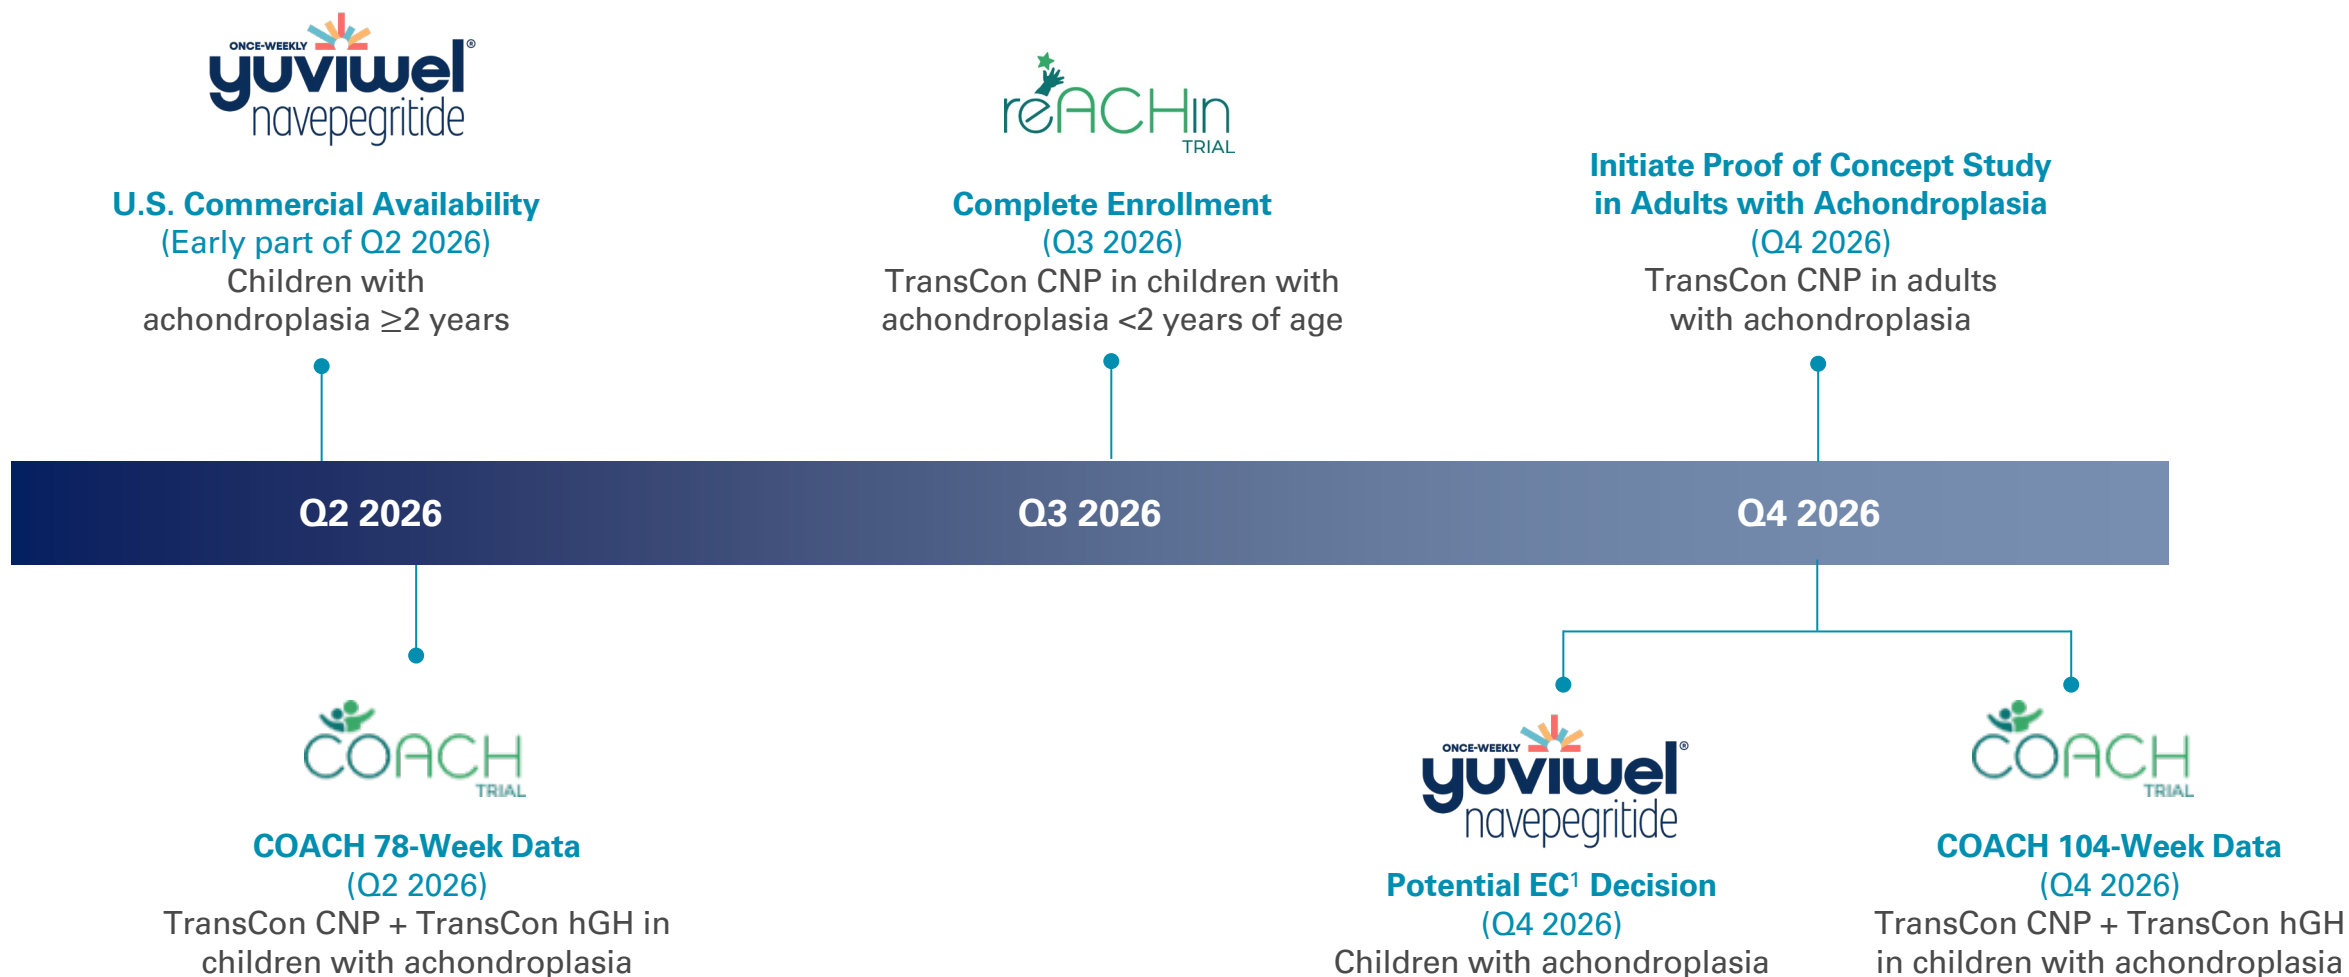 ONCE-WEEKLY
yuviwel®
navepegritide
U.S. Commercial Availability
(Early part of Q2 2026)
Children with
achondroplasia ≥2 years
reACHin
TRIAL
Complete Enrollment
(Q3 2026)
TransCon CNP in children with
achondroplasia <2 years of age
Initiate Proof of Concept Study
in Adults with Achondroplasia
(Q4 2026)
TransCon CNP in adults
with achondroplasia
Q2 2026
Q3 2026
Q4 2026
COACH
TRIAL
COACH 78-Week Data
(Q2 2026)
TransCon CNP + TransCon hGH in
children with achondroplasia
ONCE-WEEKLY
yuviwel®
navepegritide
Potential EC¹ Decision
(Q4 2026)
Children with achondroplasia
COACH
TRIAL
COACH 104-Week Data
(Q4 2026)
TransCon CNP + TransCon hGH
in children with achondroplasia